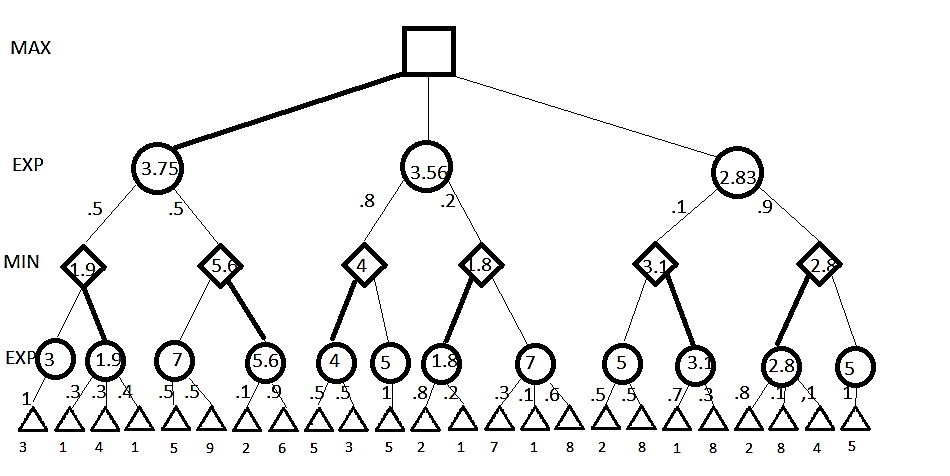 MAX
EXP 3.75 3.56 2.83
.5 .5 .8 .2 .1 .9
MIN 1.9 5.6 4 1.8 3.1 2.8
EXP 3 1.9 7 5.6 4 5 1.8 7 5 3.1 2.8 5
1 .3 .3 .4 .5 .5 .1 .9 .5 .5 1 .8 .2 .3 .1 .6 .5 .5 .7 .3 .8 .1 ,1 1
3 1 4 1 5 9 2 6 5 3 5 2 1 7 1 8 2 8 1 8 2 8 4 5